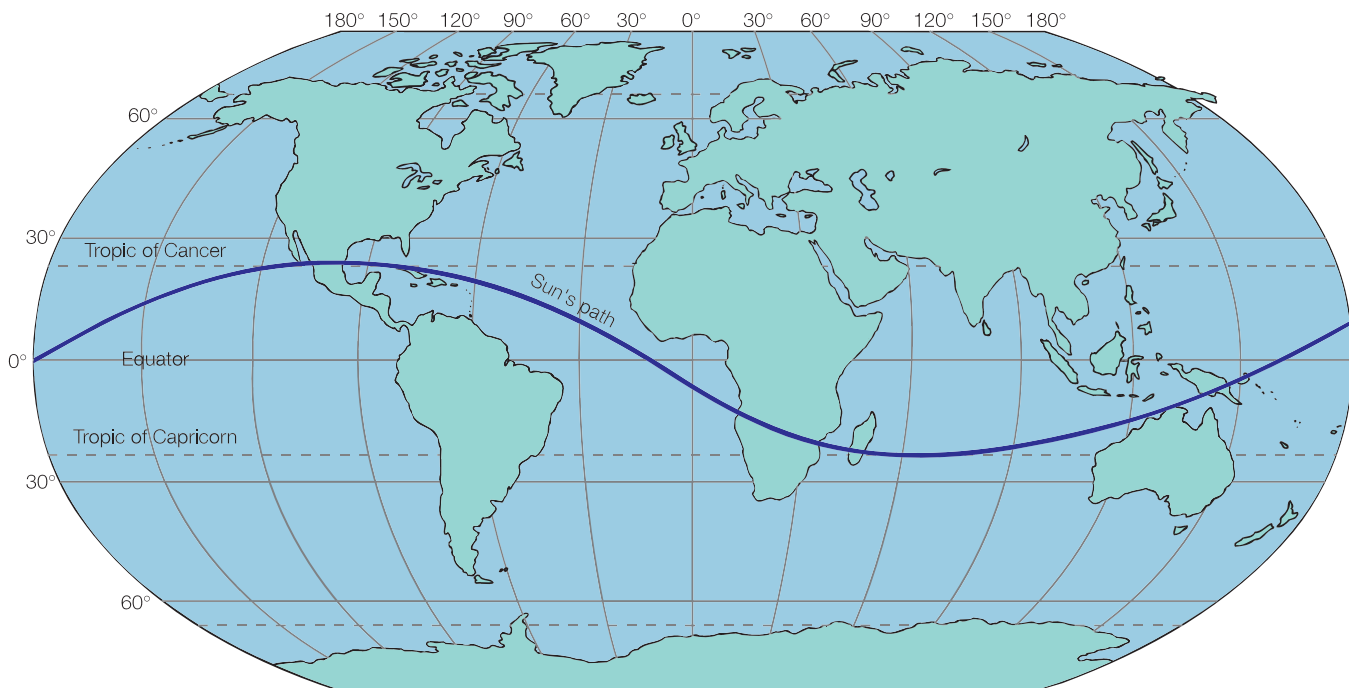 180° 150° 120° 90° 60° 30° 0° 30° 60° 90° 120° 150° 180°
60°
30°
Tropic of Cancer
Sun's path
0°
Equator
Tropic of Capricorn
30°
60°